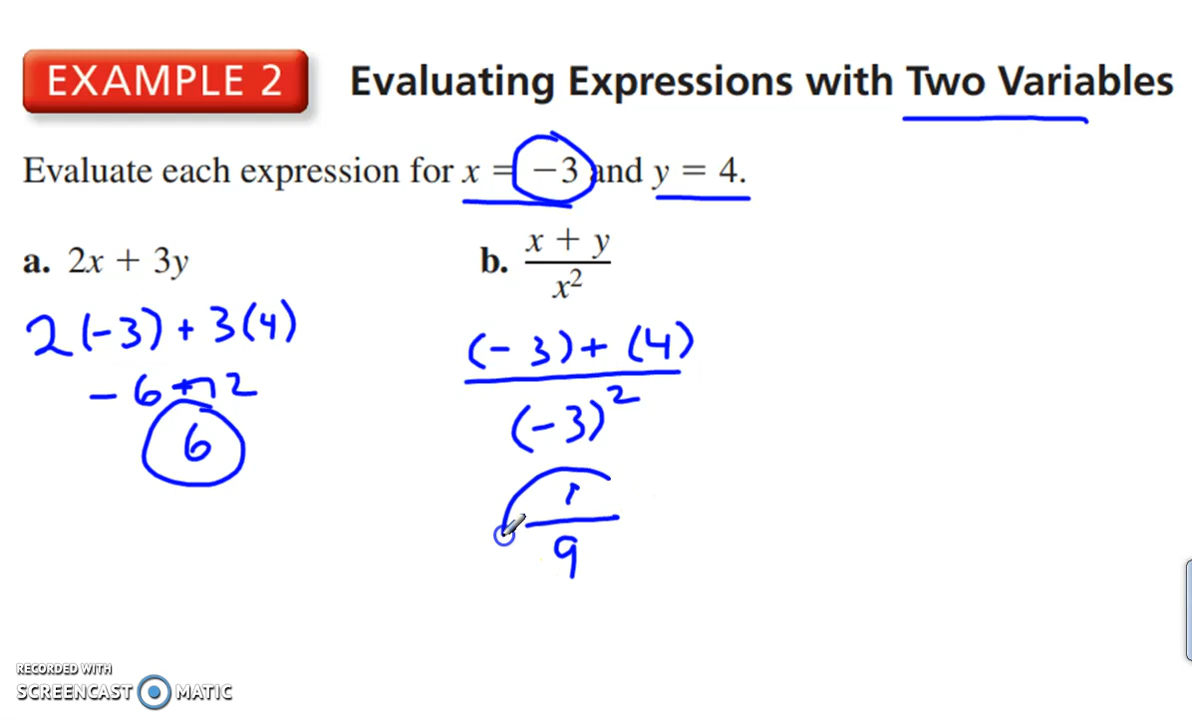 EXAMPLE 2 Evaluating Expressions with Two Variables
Evaluate each expression for x = −3 and y = 4.
a. 2x + 3y
b. x + y
x²
2(-3) + 3(4)
-6 + 12
6
(-3) + (4)
(-3)²
1
9
RECORDED WITH
SCREENCAST MATIC